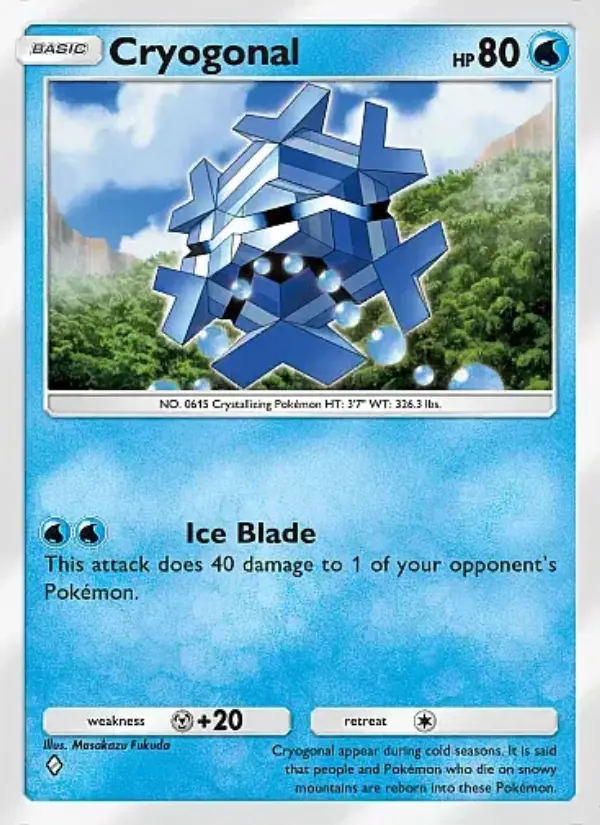 BASIC Cryogonal HP 80
NO. 0615 Crystallizing Pokémon HT: 3'7" WT: 326.3 lbs.
Ice Blade
This attack does 40 damage to 1 of your opponent's
Pokémon.
weakness +20 retreat
Illus. Masakazu Fukuda
Cryogonal appear during cold seasons. It is said
that people and Pokémon who die on snowy
mountains are reborn into these Pokémon.